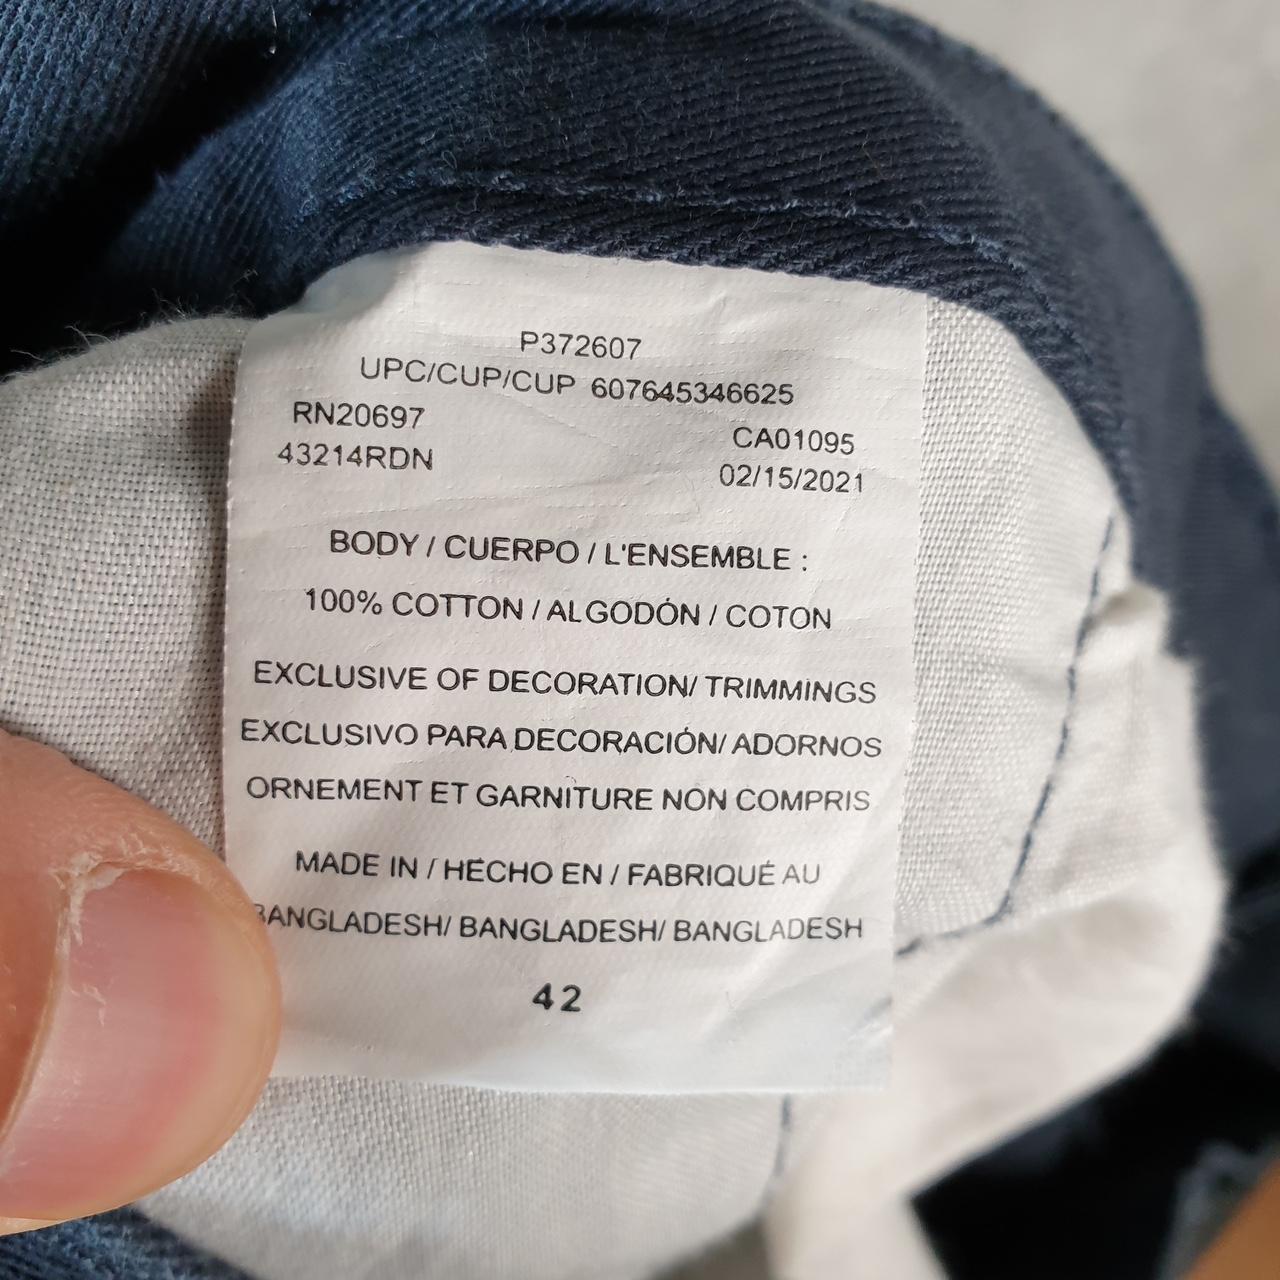 P372607
UPC/CUP/CUP 607645346625
RN20697 CA01095
43214RDN 02/15/2021
BODY / CUERPO / L'ENSEMBLE :
100% COTTON / ALGODÓN / COTON
EXCLUSIVE OF DECORATION/ TRIMMINGS
EXCLUSIVO PARA DECORACIÓN/ ADORNOS
ORNEMENT ET GARNITURE NON COMPRIS
MADE IN / HECHO EN / FABRIQUÉ AU
BANGLADESH/ BANGLADESH/ BANGLADESH
42